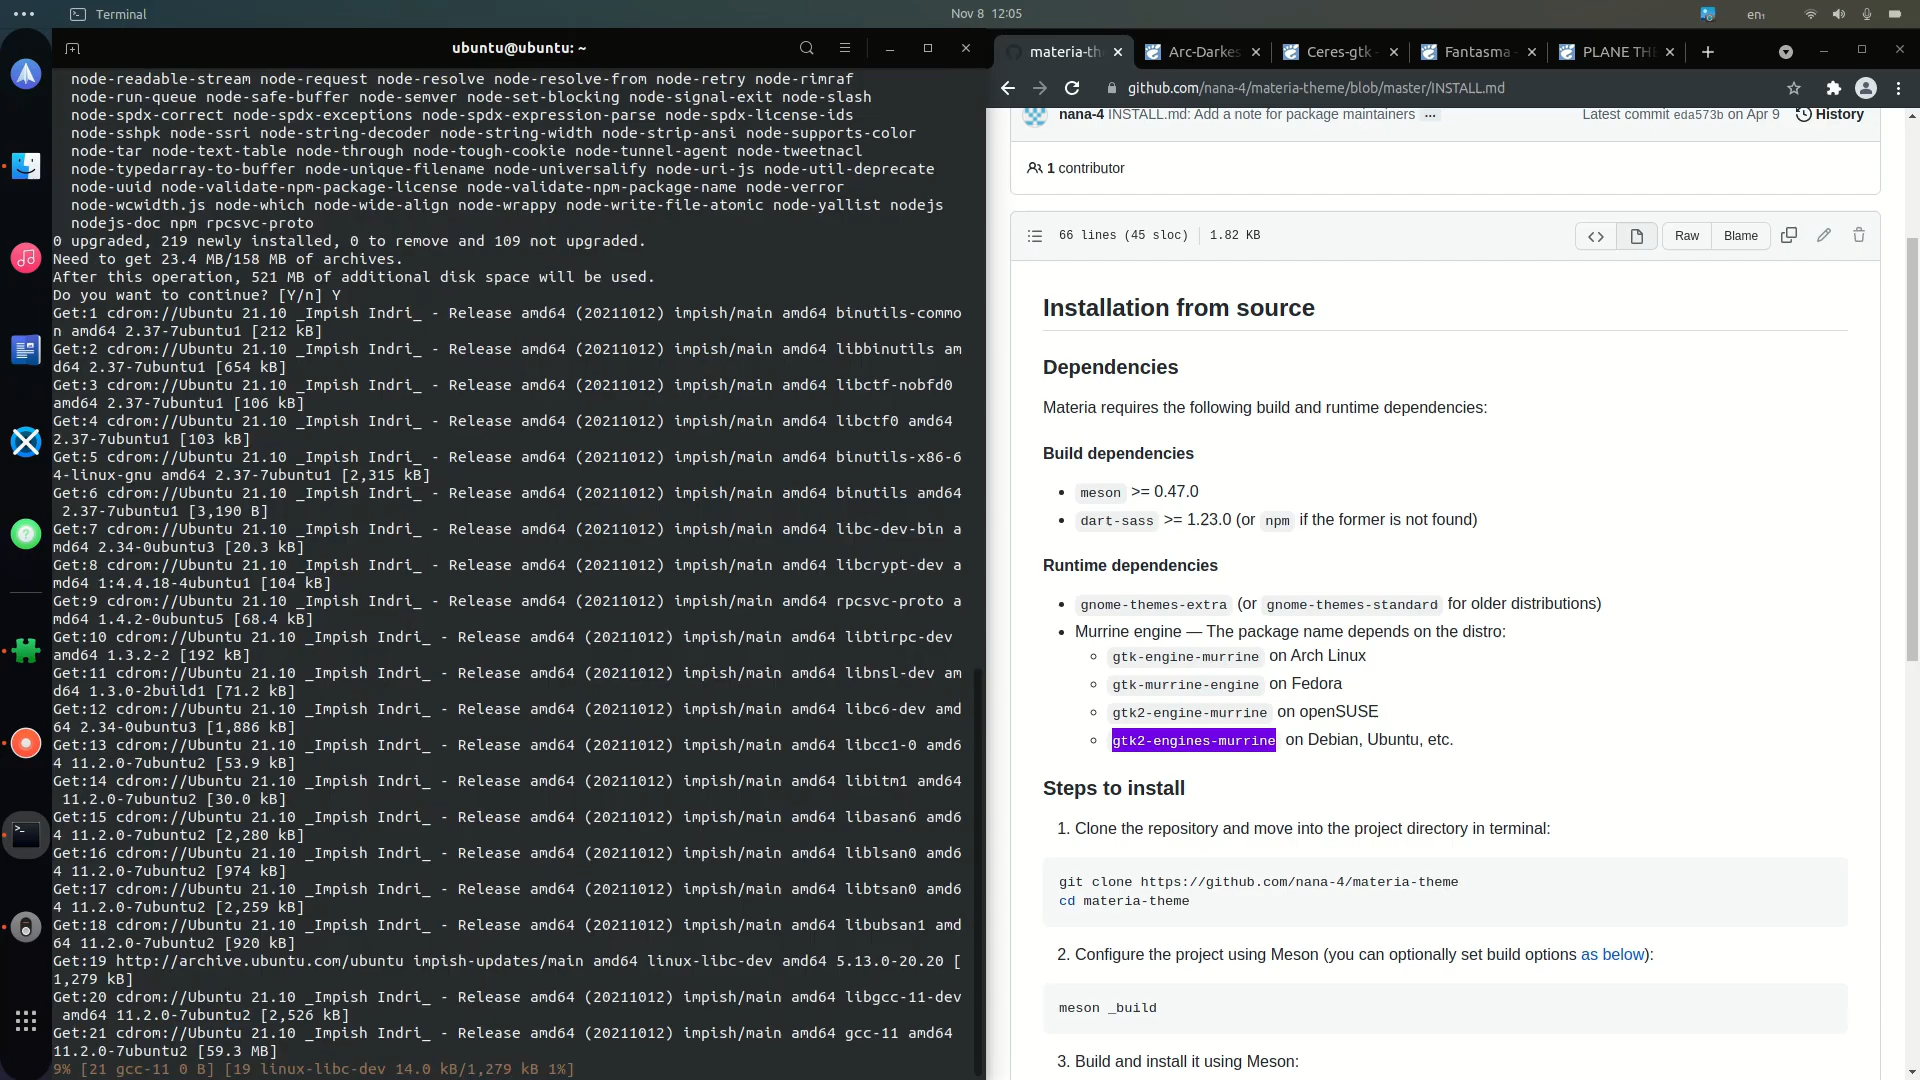 Terminal
Nov 8 12:05
en₁
ubuntu@ubuntu: ~
node-readable-stream node-request node-resolve node-resolve-from node-retry node-rimraf
node-run-queue node-safe-buffer node-semver node-set-blocking node-signal-exit node-slash
node-spdx-correct node-spdx-exceptions node-spdx-expression-parse node-spdx-license-ids
node-sshpk node-ssri node-string-decoder node-string-width node-strip-ansi node-supports-color
node-tar node-text-table node-through node-tough-cookie node-tunnel-agent node-tweetnacl
node-typedarray-to-buffer node-unique-filename node-universalify node-uri-js node-util-deprecate
node-uuid node-validate-npm-package-license node-validate-npm-package-name node-verror
node-wcwidth.js node-which node-wide-align node-wrappy node-write-file-atomic node-yallist nodejs
nodejs-doc npm rpcsvc-proto
0 upgraded, 219 newly installed, 0 to remove and 109 not upgraded.
Need to get 23.4 MB/158 MB of archives.
After this operation, 521 MB of additional disk space will be used.
Do you want to continue? [Y/n] Y
Get:1 cdrom://Ubuntu 21.10 _Impish Indri_ - Release amd64 (20211012) impish/main amd64 binutils-commo
n amd64 2.37-7ubuntu1 [212 kB]
Get:2 cdrom://Ubuntu 21.10 _Impish Indri_ - Release amd64 (20211012) impish/main amd64 libbinutils am
d64 2.37-7ubuntu1 [654 kB]
Get:3 cdrom://Ubuntu 21.10 _Impish Indri_ - Release amd64 (20211012) impish/main amd64 libctf-nobfd0
amd64 2.37-7ubuntu1 [106 kB]
Get:4 cdrom://Ubuntu 21.10 _Impish Indri_ - Release amd64 (20211012) impish/main amd64 libctf0 amd64
2.37-7ubuntu1 [103 kB]
Get:5 cdrom://Ubuntu 21.10 _Impish Indri_ - Release amd64 (20211012) impish/main amd64 binutils-x86-6
4-linux-gnu amd64 2.37-7ubuntu1 [2,315 kB]
Get:6 cdrom://Ubuntu 21.10 _Impish Indri_ - Release amd64 (20211012) impish/main amd64 binutils amd64
2.37-7ubuntu1 [3,190 B]
Get:7 cdrom://Ubuntu 21.10 _Impish Indri_ - Release amd64 (20211012) impish/main amd64 libc-dev-bin a
md64 2.34-0ubuntu3 [20.3 kB]
Get:8 cdrom://Ubuntu 21.10 _Impish Indri_ - Release amd64 (20211012) impish/main amd64 libcrypt-dev a
md64 1:4.4.18-4ubuntu1 [104 kB]
Get:9 cdrom://Ubuntu 21.10 _Impish Indri_ - Release amd64 (20211012) impish/main amd64 rpcsvc-proto a
md64 1.4.2-0ubuntu5 [68.4 kB]
Get:10 cdrom://Ubuntu 21.10 _Impish Indri_ - Release amd64 (20211012) impish/main amd64 libtirpc-dev
amd64 1.3.2-2 [192 kB]
Get:11 cdrom://Ubuntu 21.10 _Impish Indri_ - Release amd64 (20211012) impish/main amd64 libnsl-dev am
d64 1.3.0-2build1 [71.2 kB]
Get:12 cdrom://Ubuntu 21.10 _Impish Indri_ - Release amd64 (20211012) impish/main amd64 libc6-dev amd
64 2.34-0ubuntu3 [1,886 kB]
Get:13 cdrom://Ubuntu 21.10 _Impish Indri_ - Release amd64 (20211012) impish/main amd64 libcc1-0 amd6
4 11.2.0-7ubuntu2 [53.9 kB]
Get:14 cdrom://Ubuntu 21.10 _Impish Indri_ - Release amd64 (20211012) impish/main amd64 libitm1 amd64
11.2.0-7ubuntu2 [30.0 kB]
Get:15 cdrom://Ubuntu 21.10 _Impish Indri_ - Release amd64 (20211012) impish/main amd64 libasan6 amd6
4 11.2.0-7ubuntu2 [2,280 kB]
Get:16 cdrom://Ubuntu 21.10 _Impish Indri_ - Release amd64 (20211012) impish/main amd64 liblsan0 amd6
4 11.2.0-7ubuntu2 [974 kB]
Get:17 cdrom://Ubuntu 21.10 _Impish Indri_ - Release amd64 (20211012) impish/main amd64 libtsan0 amd6
4 11.2.0-7ubuntu2 [2,259 kB]
Get:18 cdrom://Ubuntu 21.10 _Impish Indri_ - Release amd64 (20211012) impish/main amd64 libubsan1 amd
64 11.2.0-7ubuntu2 [920 kB]
Get:19 http://archive.ubuntu.com/ubuntu impish-updates/main amd64 linux-libc-dev amd64 5.13.0-20.20 [
1,279 kB]
Get:20 cdrom://Ubuntu 21.10 _Impish Indri_ - Release amd64 (20211012) impish/main amd64 libgcc-11-dev
amd64 11.2.0-7ubuntu2 [2,526 kB]
Get:21 cdrom://Ubuntu 21.10 _Impish Indri_ - Release amd64 (20211012) impish/main amd64 gcc-11 amd64
11.2.0-7ubuntu2 [59.3 MB]
9% [21 gcc-11 0 B] [19 linux-libc-dev 14.0 kB/1,279 kB 1%]
materia-th
Arc-Darkes
Ceres-gtk -
Fantasma -
PLANE THE
github.com/nana-4/materia-theme/blob/master/INSTALL.md
nana-4 INSTALL.md: Add a note for package maintainers ...
Latest commit eda573b on Apr 9
History
1 contributor
66 lines (45 sloc) 1.82 KB
Raw
Blame
Installation from source
Dependencies
Materia requires the following build and runtime dependencies:
Build dependencies
• meson >= 0.47.0
• dart-sass >= 1.23.0 (or npm if the former is not found)
Runtime dependencies
• gnome-themes-extra (or gnome-themes-standard for older distributions)
• Murrine engine — The package name depends on the distro:
◦ gtk-engine-murrine on Arch Linux
◦ gtk-murrine-engine on Fedora
◦ gtk2-engine-murrine on openSUSE
◦ gtk2-engines-murrine on Debian, Ubuntu, etc.
Steps to install
1. Clone the repository and move into the project directory in terminal:
git clone https://github.com/nana-4/materia-theme
cd materia-theme
2. Configure the project using Meson (you can optionally set build options as below):
meson _build
3. Build and install it using Meson: